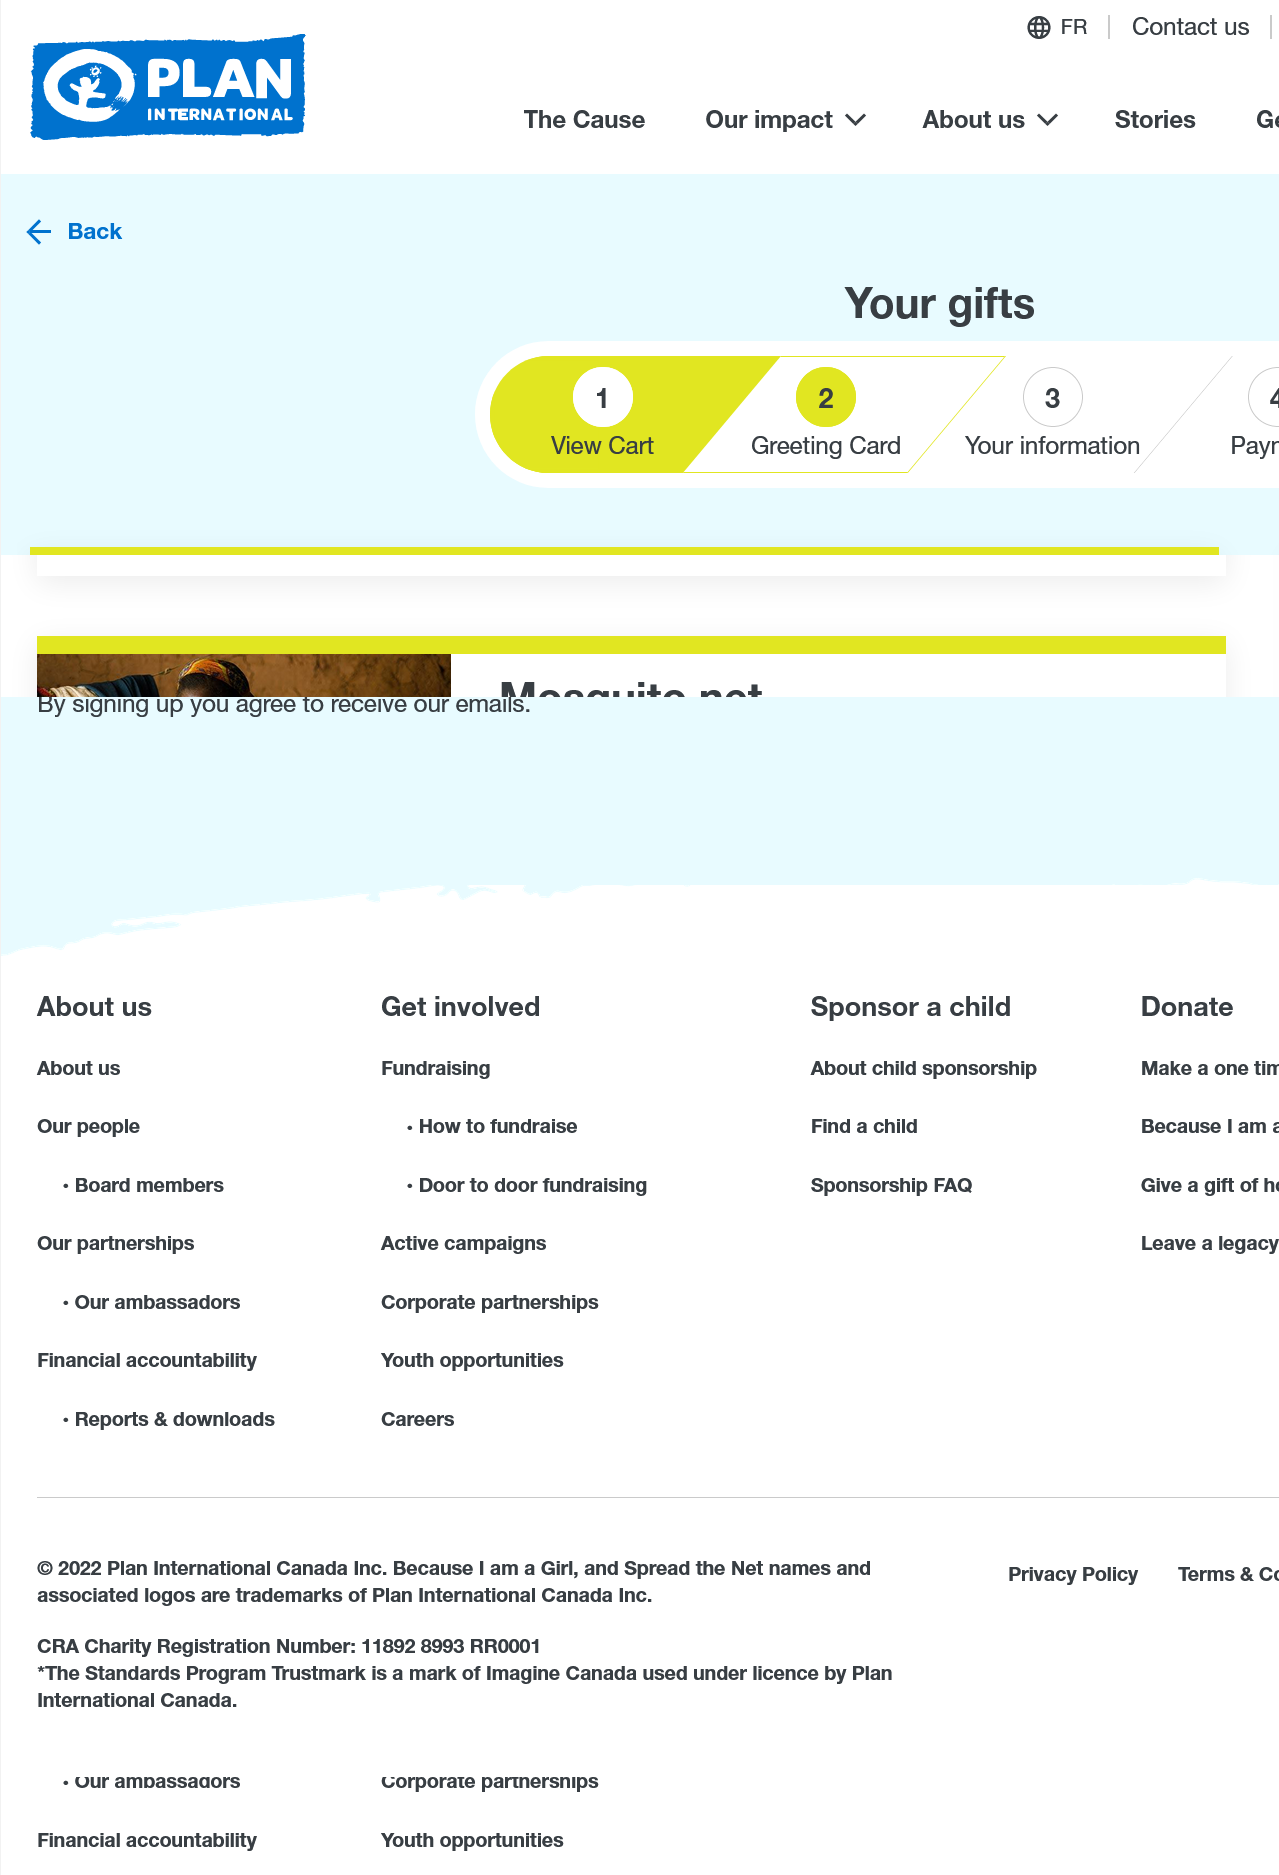 FR
Contact us
PLAN
INTERNATIONAL
The Cause
Our impact
About us
Stories
Back
Your gifts
1
2
3
4
View Cart
Greeting Card
Your information
Mosquito net
By signing up you agree to receive our emails.
About us
Get involved
Sponsor a child
Donate
About us
Fundraising
About child sponsorship
Make a one
Our people
• How to fundraise
Find a child
Because I am
• Board members
• Door to door fundraising
Sponsorship FAQ
Give a gift of
Our partnerships
Active campaigns
Leave a legacy
• Our ambassadors
Corporate partnerships
Financial accountability
Youth opportunities
• Reports & downloads
Careers
© 2022 Plan International Canada Inc. Because I am a Girl, and Spread the Net names and
associated logos are trademarks of Plan International Canada Inc.
Privacy Policy
Terms &
CRA Charity Registration Number: 11892 8993 RR0001
*The Standards Program Trustmark is a mark of Imagine Canada used under licence by Plan
International Canada.
• Our ambassadors
Corporate partnerships
Financial accountability
Youth opportunities